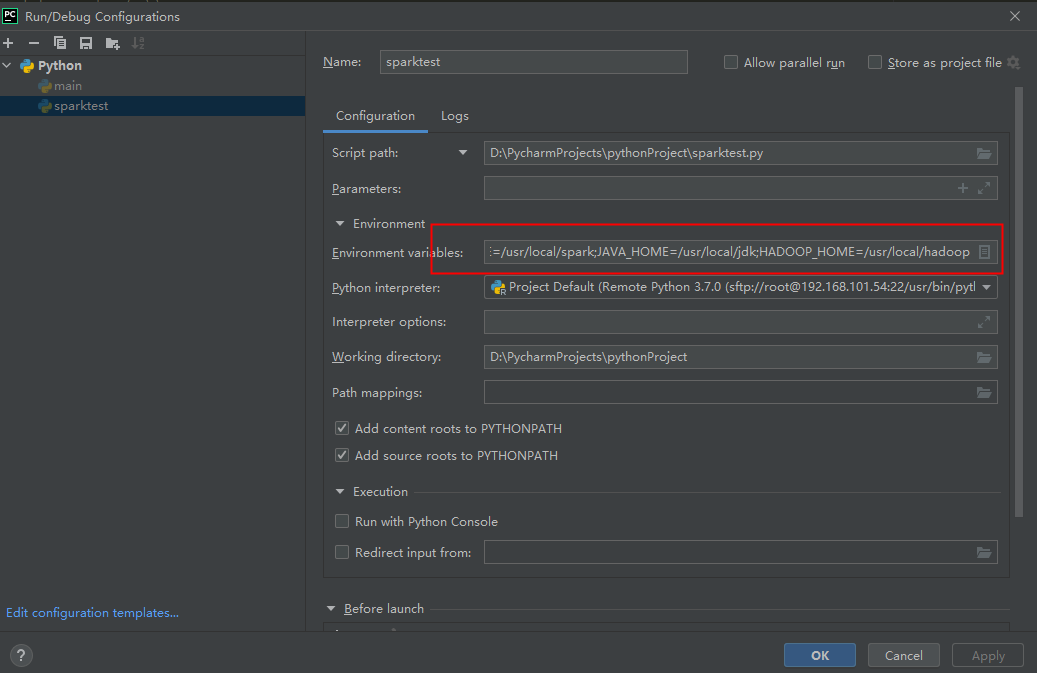 PC Run/Debug Configurations
Python
main
sparktest
Edit configuration templates...
Name: sparktest Allow parallel run Store as project file
Configuration Logs
Script path: D:\PycharmProjects\pythonProject\sparktest.py
Parameters:
Environment
Environment variables: =/usr/local/spark;JAVA_HOME=/usr/local/jdk;HADOOP_HOME=/usr/local/hadoop
Python interpreter: Project Default (Remote Python 3.7.0 (sftp://root@192.168.101.54:22/usr/bin/pyt
Interpreter options:
Working directory: D:\PycharmProjects\pythonProject
Path mappings:
Add content roots to PYTHONPATH
Add source roots to PYTHONPATH
Execution
Run with Python Console
Redirect input from:
Before launch
? OK Cancel Apply